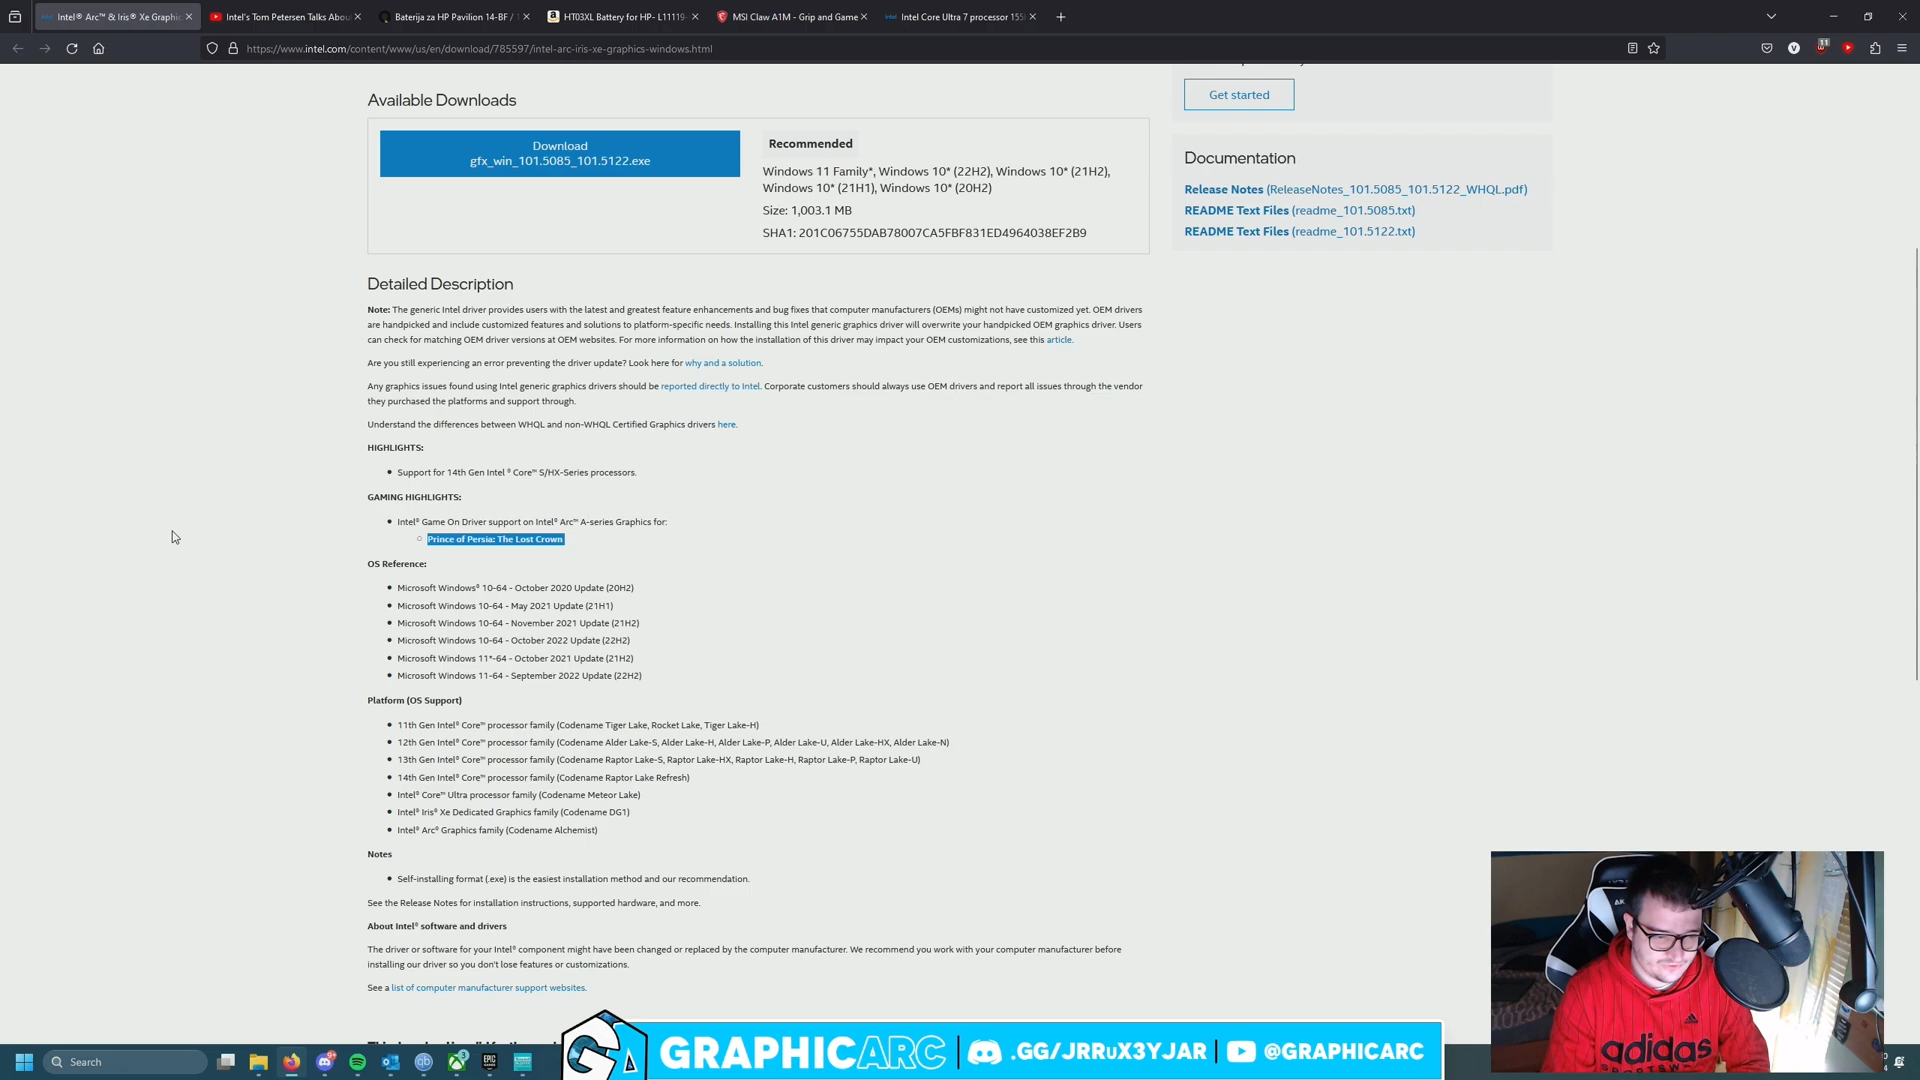 Intel® Arc™ & Iris® Xe Graphic
Intel's Tom Petersen Talks Abou
Baterija za HP Pavilion 14-BF /
HT03XL Battery for HP- L11119-
MSI Claw A1M - Grip and Game
Intel Core Ultra 7 processor 155
https://www.intel.com/content/www/us/en/download/785597/intel-arc-iris-xe-graphics-windows.html
11
Available Downloads
Download
gfx_win_101.5085_101.5122.exe
Recommended
Windows 11 Family*, Windows 10* (22H2), Windows 10* (21H2),
Windows 10* (21H1), Windows 10* (20H2)
Size: 1,003.1 MB
SHA1: 201C06755DAB78007CA5FBF831ED4964038EF2B9
Get started
Documentation
Release Notes (ReleaseNotes_101.5085_101.5122_WHQL.pdf)
README Text Files (readme_101.5085.txt)
README Text Files (readme_101.5122.txt)
Detailed Description
Note: The generic Intel driver provides users with the latest and greatest feature enhancements and bug fixes that computer manufacturers (OEMs) might not have customized yet. OEM drivers
are handpicked and include customized features and solutions to platform-specific needs. Installing this Intel generic graphics driver will overwrite your handpicked OEM graphics driver. Users
can check for matching OEM driver versions at OEM websites. For more information on how the installation of this driver may impact your OEM customizations, see this article.
Are you still experiencing an error preventing the driver update? Look here for why and a solution.
Any graphics issues found using Intel generic graphics drivers should be reported directly to Intel. Corporate customers should always use OEM drivers and report all issues through the vendor
they purchased the platforms and support through.
Understand the differences between WHQL and non-WHQL Certified Graphics drivers here.
HIGHLIGHTS:
Support for 14th Gen Intel ® Core™ S/HX-Series processors.
GAMING HIGHLIGHTS:
Intel® Game On Driver support on Intel® Arc™ A-series Graphics for:
Prince of Persia: The Lost Crown
OS Reference:
Microsoft Windows® 10-64 - October 2020 Update (20H2)
Microsoft Windows 10-64 - May 2021 Update (21H1)
Microsoft Windows 10-64 - November 2021 Update (21H2)
Microsoft Windows 10-64 - October 2022 Update (22H2)
Microsoft Windows 11*-64 - October 2021 Update (21H2)
Microsoft Windows 11-64 - September 2022 Update (22H2)
Platform (OS Support)
11th Gen Intel® Core™ processor family (Codename Tiger Lake, Rocket Lake, Tiger Lake-H)
12th Gen Intel® Core™ processor family (Codename Alder Lake-S, Alder Lake-H, Alder Lake-P, Alder Lake-U, Alder Lake-HX, Alder Lake-N)
13th Gen Intel® Core™ processor family (Codename Raptor Lake-S, Raptor Lake-HX, Raptor Lake-H, Raptor Lake-P, Raptor Lake-U)
14th Gen Intel® Core™ processor family (Codename Raptor Lake Refresh)
Intel® Core™ Ultra processor family (Codename Meteor Lake)
Intel® Iris® Xe Dedicated Graphics family (Codename DG1)
Intel® Arc® Graphics family (Codename Alchemist)
Notes
Self-installing format (.exe) is the easiest installation method and our recommendation.
See the Release Notes for installation instructions, supported hardware, and more.
About Intel® software and drivers
The driver or software for your Intel® component might have been changed or replaced by the computer manufacturer. We recommend you work with your computer manufacturer before
installing our driver so you don't lose features or customizations.
See a list of computer manufacturer support websites.
adidas
Search
GRAPHICARC
.GG/JRRuX3YJAR
@GRAPHICARC